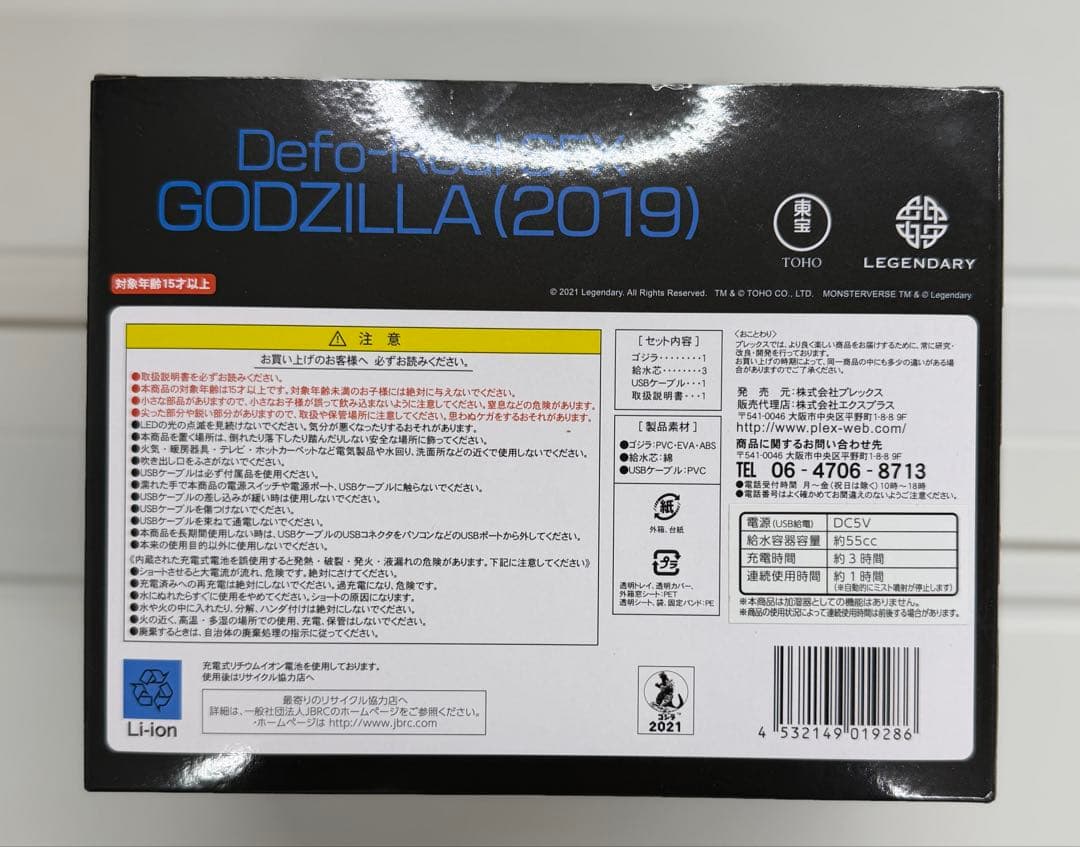 Defo-Real SFX
GODZILLA(2019)
東宝
TOHO
LEGENDARY
対象年齢15才以上
© 2021 Legendary. All Rights Reserved. TM & © TOHO CO., LTD. MONSTERVERSE TM & © Legendary
⚠ 注 意
お買い上げのお客様へ 必ずお読みください。
●取扱説明書を必ずお読みください。
●本商品の対象年齢は15才以上です。対象年齢未満のお子様には絶対に与えないでください。
●小さな部品がありますので、小さなお子様が誤って飲み込まないように注意してください。窒息などの危険があります。
●尖った部分や鋭い部分がありますので、取扱や保管場所に注意してください。思わぬケガをするおそれがあります。
●LEDの光の点滅を見続けないでください。気分が悪くなったりするおそれがあります。
●本商品を置く場所は、倒れたり落下したり踏んだりしない安全な場所に飾ってください。
●火気・暖房器具・テレビ・ホットカーペットなど電気製品や水回り、洗面所などの近くで使用しないでください。
●吹き出し口をふさがないでください。
●USBケーブルは必ず付属品を使用ください。
●濡れた手で本商品の電源スイッチや電源ポート、USBケーブルに触らないでください。
●USBケーブルの差し込みが緩い時は使用しないでください。
●USBケーブルを傷つけないでください。
●USBケーブルを束ねて通電しないでください。
●本商品を長期間使用しない時は、USBケーブルのUSBコネクタをパソコンなどのUSBポートから外してください。
●本来の使用目的以外に使用しないでください。
《内蔵された充電式電池を誤使用すると発熱・破裂・発火・液漏れの危険があります。下記に注意してください》
●ショートさせると大電流が流れ、危険です。絶対にさけてください。
●充電済みへの再充電は絶対にしないでください。過充電になり、危険です。
●水にぬれたらすぐに使用をやめてください。ショートの原因になります。
●水や火の中に入れたり、分解、ハンダ付けは絶対にしないでください。
●火の近く、高温・多湿の場所での使用、充電、保管はしないでください。
●廃棄するときは、自治体の廃棄処理の指示に従ってください。
Li-ion
充電式リチウムイオン電池を使用しております。
使用後はリサイクル協力店へ
最寄りのリサイクル協力店へ
詳細は、一般社団法人JBRCのホームページをご参照ください。
・ホームページは http://www.jbrc.com
[セット内容]
ゴジラ・・・・・・・・1
給水芯・・・・・・・・3
USBケーブル・・・1
取扱説明書・・・・1
[製品素材]
●ゴジラ:PVC・EVA・ABS
●給水芯:綿
●USBケーブル:PVC
紙
外箱、台紙
プラ
透明トレイ、透明カバー、
外箱窓シート:PET
透明シート、袋、固定バンド:PE
ゴジラ
2021
〈おことわり〉
プレックスでは、より良く楽しい商品をお届けするために、常に研究・
改良・開発を行っております。
お買い上げの時期によって、同一商品の中にも多少の違いがある場
合がありますのでご了承ください。
発 売 元:株式会社プレックス
販売代理店:株式会社エクスプラス
〒541-0046 大阪市中央区平野町1-8-8 9F
http://www.plex-web.com/
商品に関するお問い合わせ先
〒541-0046 大阪市中央区平野町1-8-8 9F
TEL 06-4706-8713
●電話受付時間 月〜金(祝日は除く)10時〜18時
●電話番号はよく確かめてお間違えのないようご注意ください。
電源(USB給電) DC5V
給水容器容量 約55cc
充電時間 約3時間
連続使用時間 約1時間
(※自動的にミスト噴射が停止します)
※本商品は加湿器としての機能はありません。
※商品の使用状況によって連続使用時間は前後する場合があります。
4 532149 019286